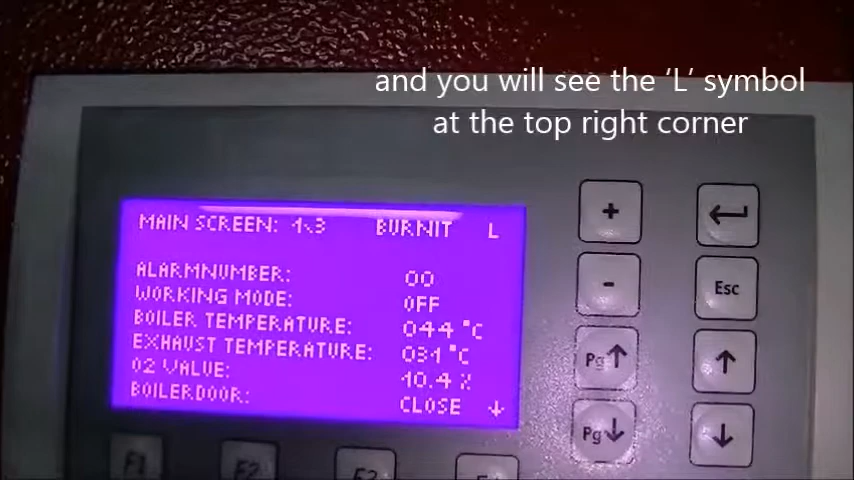 and you will see the ‘L’ symbol
at the top right corner
MAIN SCREEN: 1\3 BURNIT L
ALARMNUMBER: 00
WORKING MODE: OFF
BOILER TEMPERATURE: 044 °C
EXHAUST TEMPERATURE: 031 °C
O2 VALUE: 10.4 %
BOILERDOOR: CLOSE ↓
+
-
Esc
Pg↑ ↑
Pg↓ ↓
F1 F2